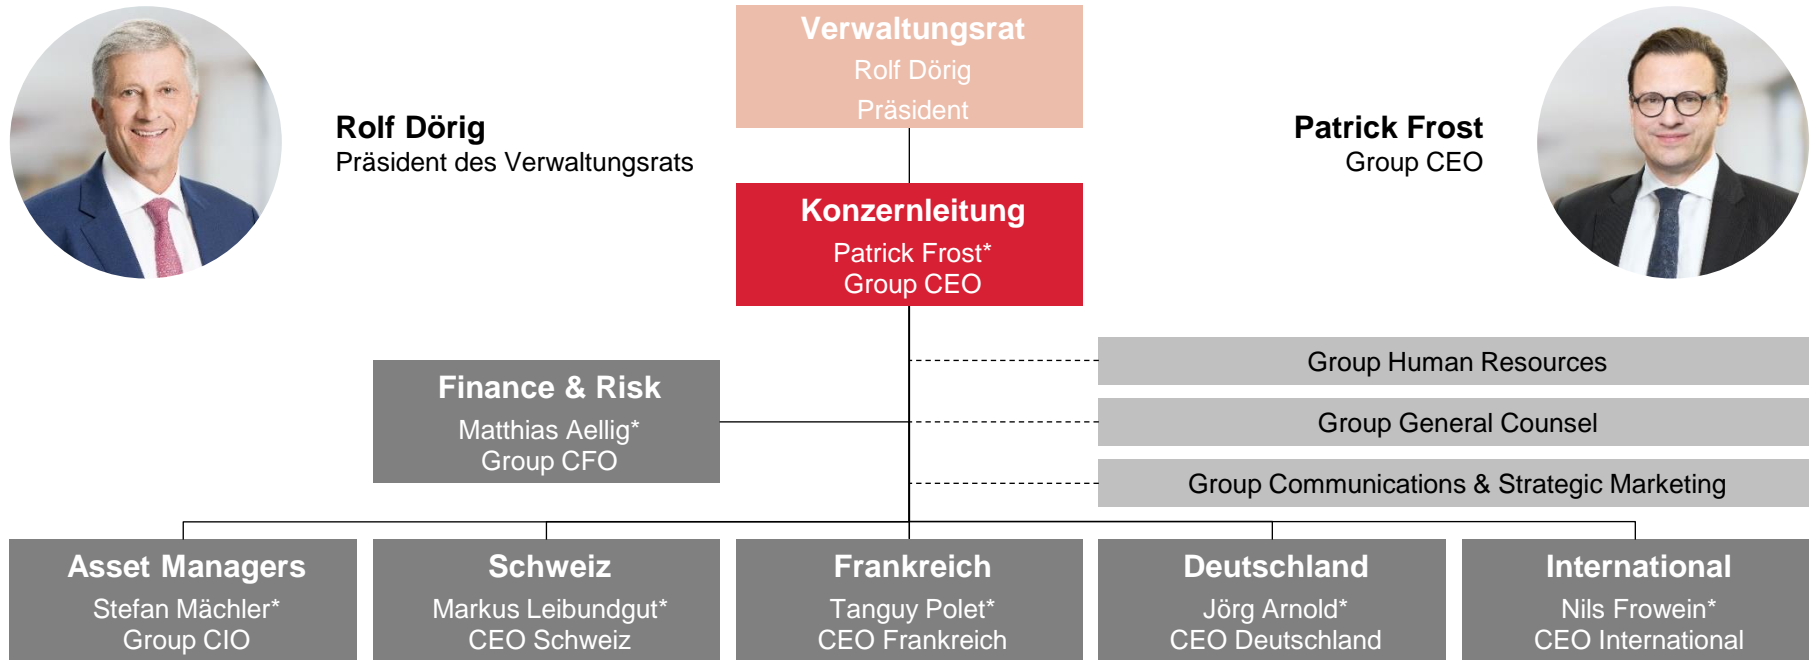 Verwaltungsrat
Rolf Dörig
Präsident
Rolf Dörig
Präsident des Verwaltungsrats
Patrick Frost
Group CEO
Konzernleitung
Patrick Frost*
Group CEO
Finance & Risk
Matthias Aellig*
Group CFO
Group Human Resources
Group General Counsel
Group Communications & Strategic Marketing
Asset Managers
Stefan Mächler*
Group CIO
Schweiz
Markus Leibundgut*
CEO Schweiz
Frankreich
Tanguy Polet*
CEO Frankreich
Deutschland
Jörg Arnold*
CEO Deutschland
International
Nils Frowein*
CEO International